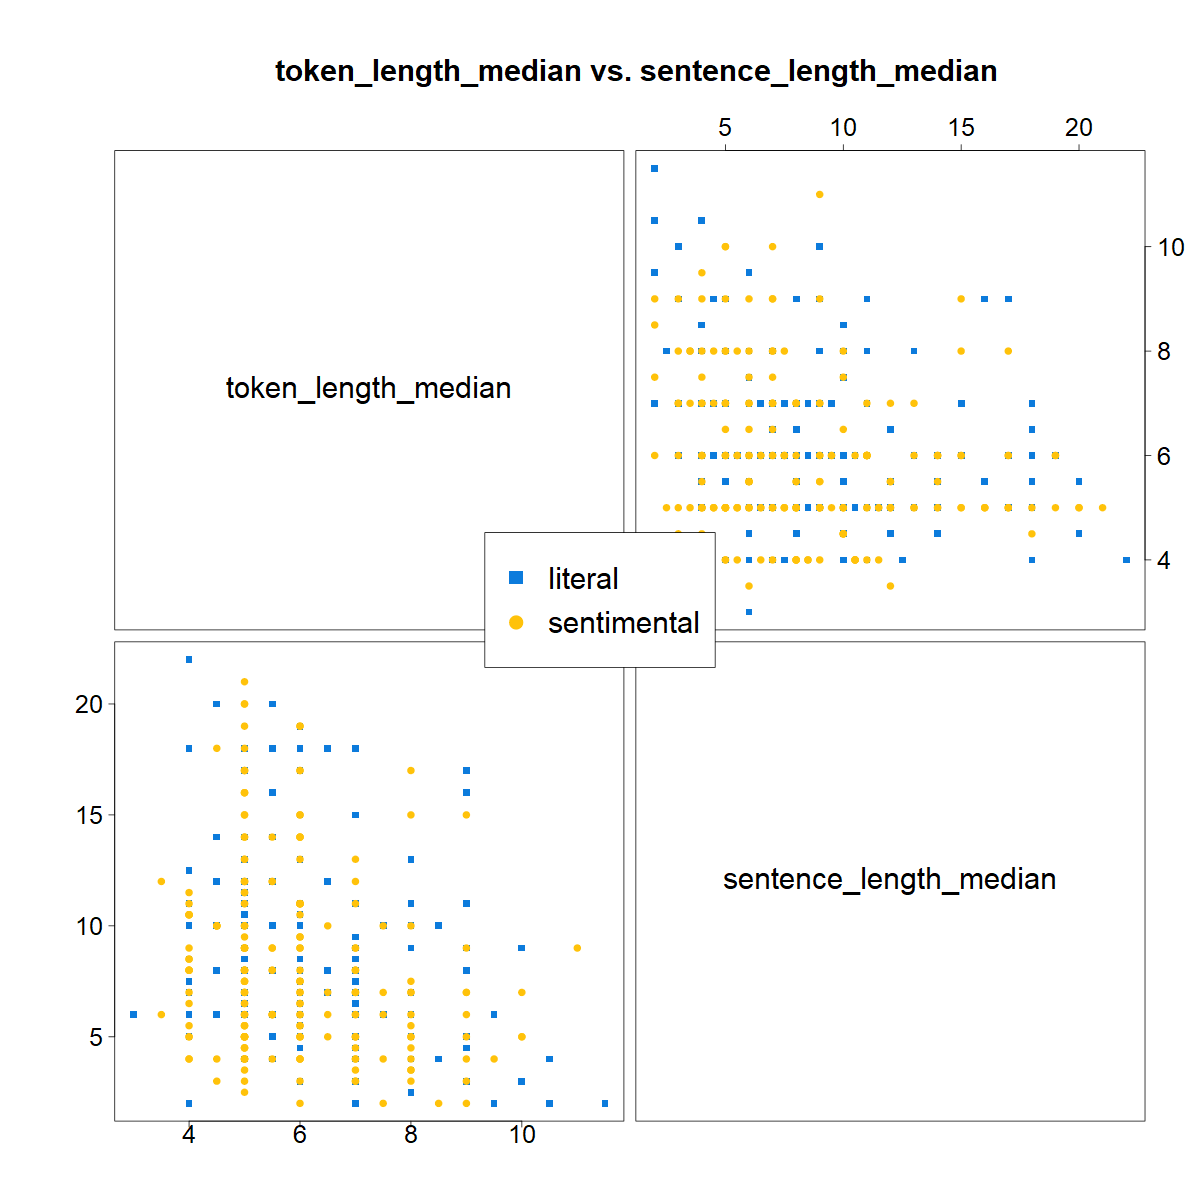 token_length_median vs. sentence_length_median
5 10 15 20
token_length_median
10
8
6
4
literal
sentimental
20
15
10
5
sentence_length_median
4 6 8 10